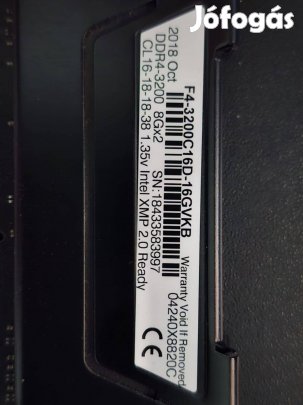 Jófogás
F4-3200C16D-16GVKB
2018 Oct
Warranty Void If Removed
DDR4-3200 8Gx2 SN:18433583997 04240X8820C
CL16-18-18-38 1.35v Intel XMP 2.0 Ready
CE